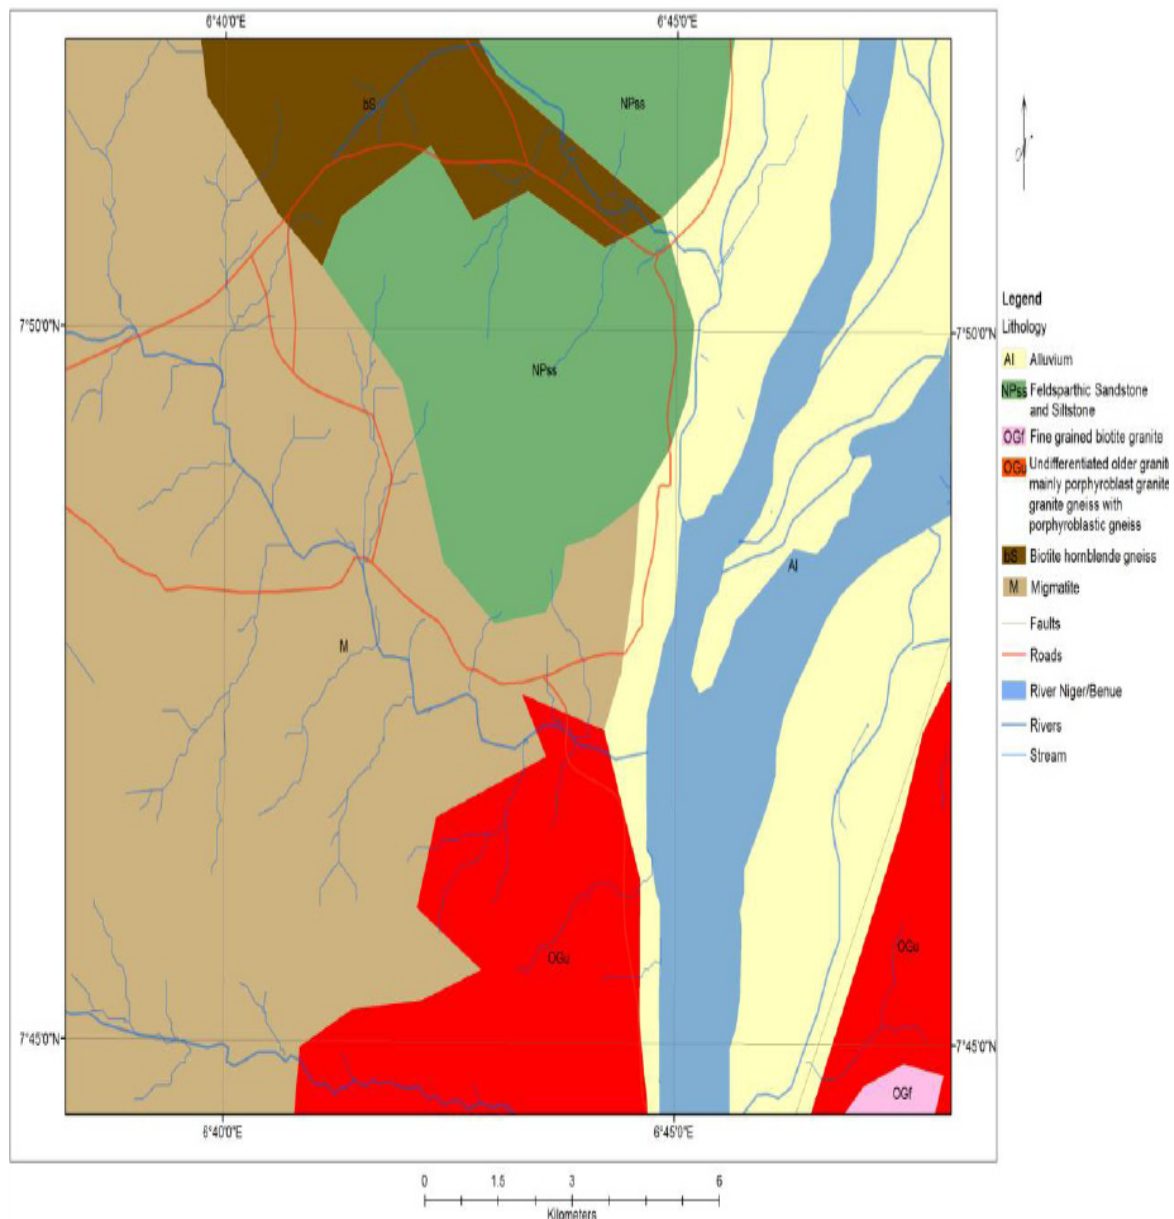 6°40'0"E
6°45'0"E
bS
NPss
7°50'0"N
7°50'0"N
NPss
Al
M
OGu
OGu
7°45'0"N
7°45'0"N
OGf
6°40'0"E
6°45'0"E
0 1.5 3 6
Kilometers
Legend
Lithology
Al Alluvium
NPss Feldsparthic Sandstone
and Siltstone
OGf Fine grained biotite granite
OGu Undifferentiated older granite
mainly porphyroblast granite
granite gneiss with
porphyroblastic gneiss
bS Biotite hornblende gneiss
M Migmatite
Faults
Roads
River Niger/Benue
Rivers
Stream